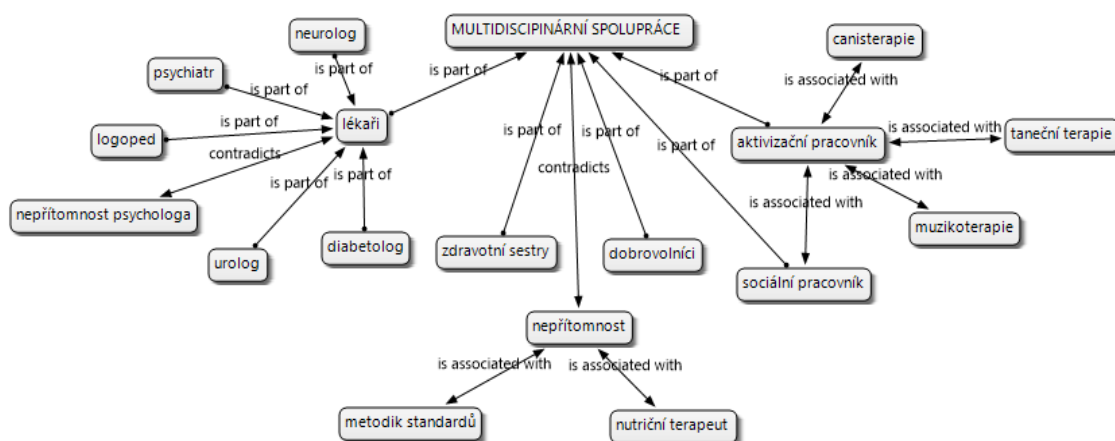 neurolog
MULTIDISCIPINÁRNÍ SPOLUPRÁCE
canisterapie
psychiatr
is part of
is part of
is part of
is part of
is associated with
logoped
is part of
lékaři
contradicts
is part of
is part of
nepřítomnost psychologa
urolog
diabetolog
is part of
contradicts
is part of
is part of
zdravotní sestry
dobrovolníci
aktivizační pracovník
is associated with
taneční terapie
is associated with
is associated with
muzikoterapie
sociální pracovník
nepřítomnost
is associated with
is associated with
metodik standardů
nutriční terapeut